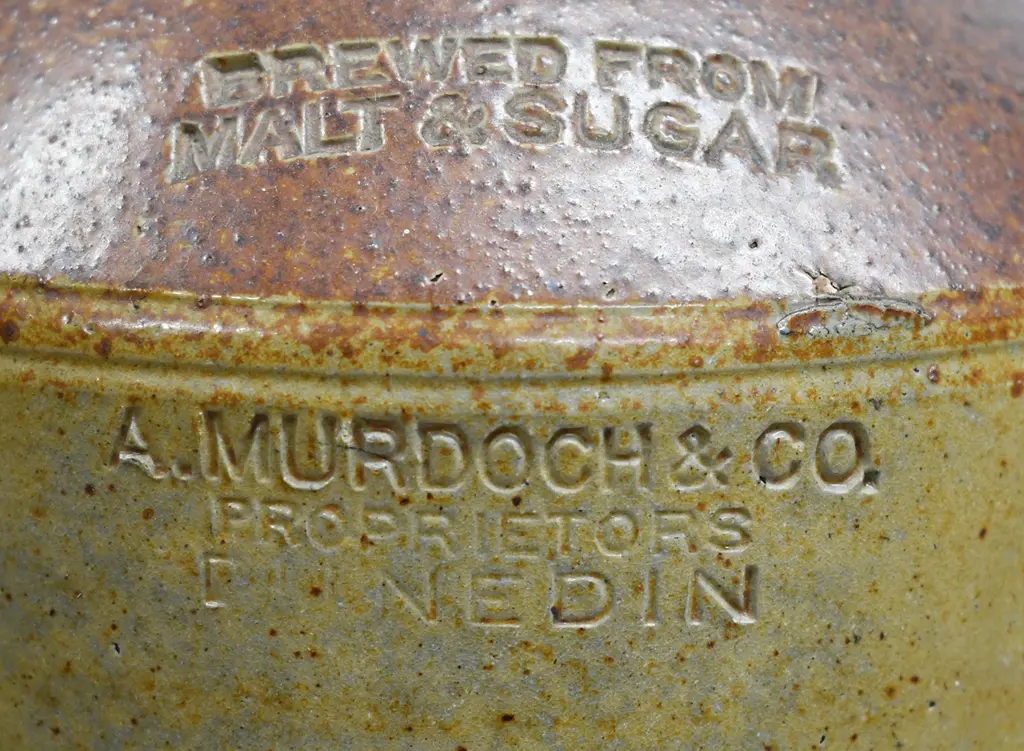 BREWED FROM
MALT & SUGAR
A. MURDOCH & CO.
PROPRIETORS
DUNEDIN